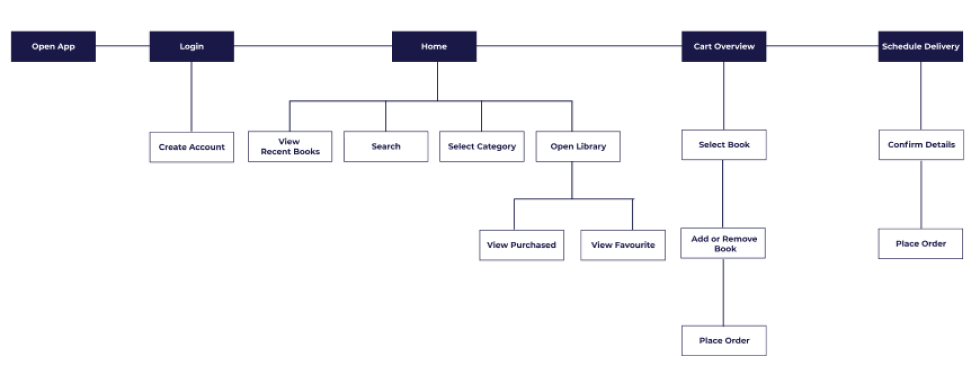 Open App
Login
Home
Cart Overview
Schedule Delivery
Create Account
View
Recent Books
Search
Select Category
Open Library
Select Book
Confirm Details
View Purchased
View Favourite
Add or Remove
Book
Place Order
Place Order